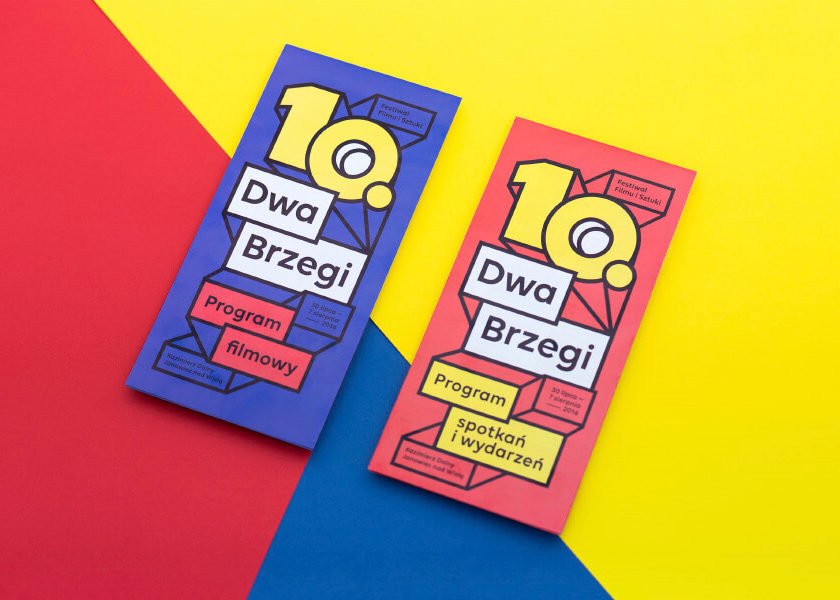 10.
Festiwal
Filmu i Sztuki
Dwa
Brzegi
30 lipca –
7 sierpnia
2016
Program
filmowy
Kazimierz Dolny
Janowiec nad Wisłą
10.
Festiwal
Filmu i Sztuki
Dwa
Brzegi
30 lipca –
7 sierpnia
2016
Program
spotkań
i wydarzeń
Kazimierz Dolny
Janowiec nad Wisłą